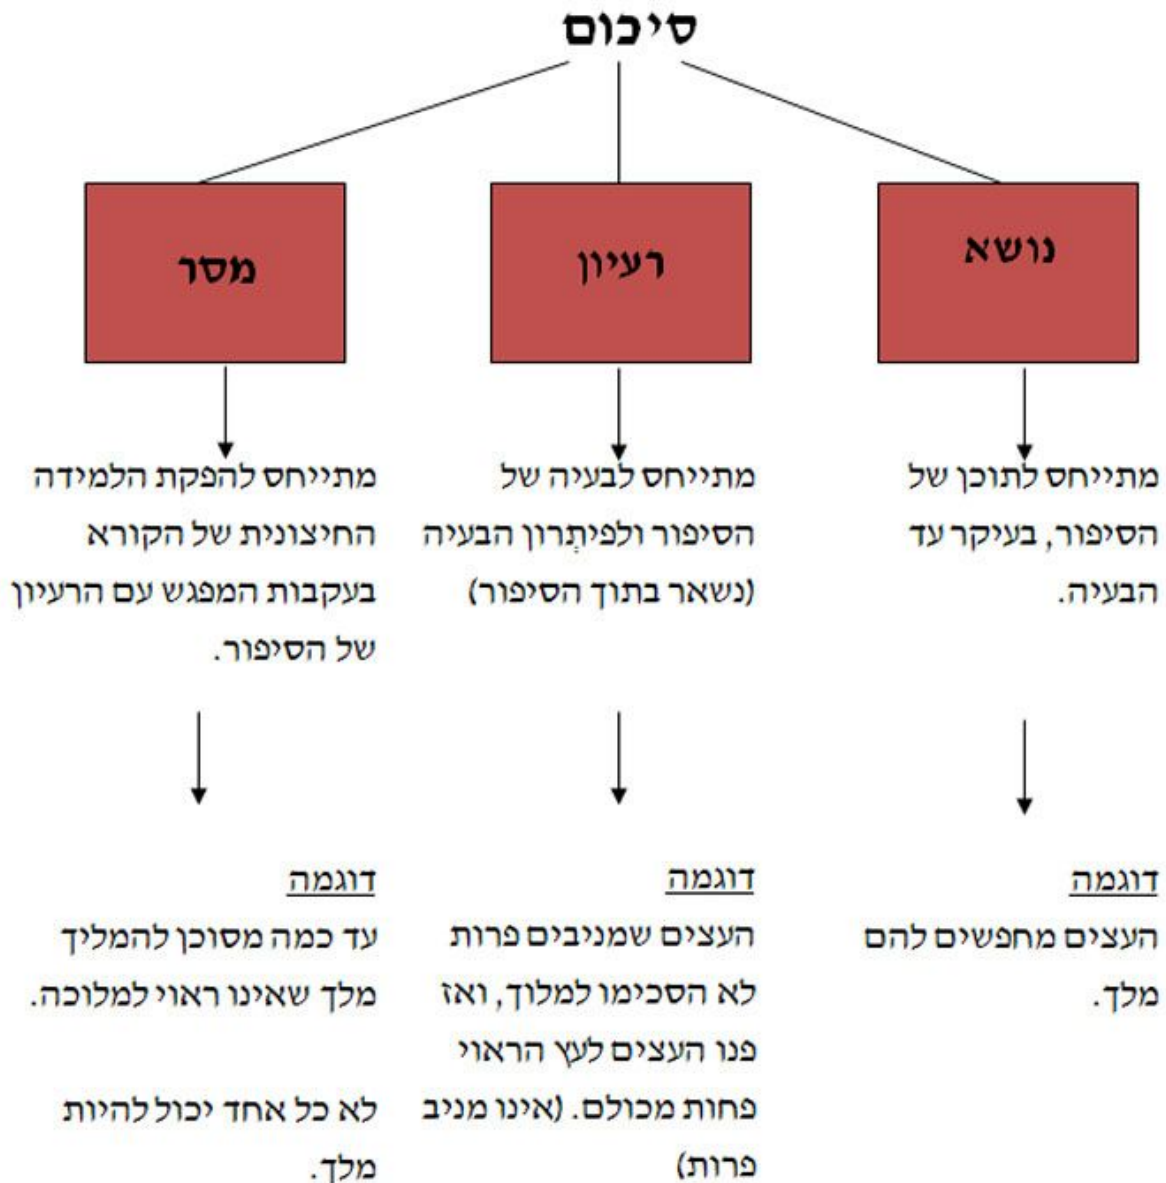 סיכום
נושא
רעיון
מסר
מתייחס לתוכן של
הסיפור, בעיקר עד
הבעיה.
מתייחס לבעיה של
הסיפור ולפיתְרון הבעיה
(נשאר בתוך הסיפור)
מתייחס להפקת הלמידה
החיצונית של הקורא
בעקבות המפגש עם הרעיון
של הסיפור.
דוגמה
העצים מחפשים להם
מלך.
דוגמה
העצים שמניבים פרות
לא הסכימו למלוך, ואז
פנו העצים לעץ הראוי
פחות מכולם. (אינו מניב
פרות)
דוגמה
עד כמה מסוכן להמליך
מלך שאינו ראוי למלוכה.
לא כל אחד יכול להיות
מלך.